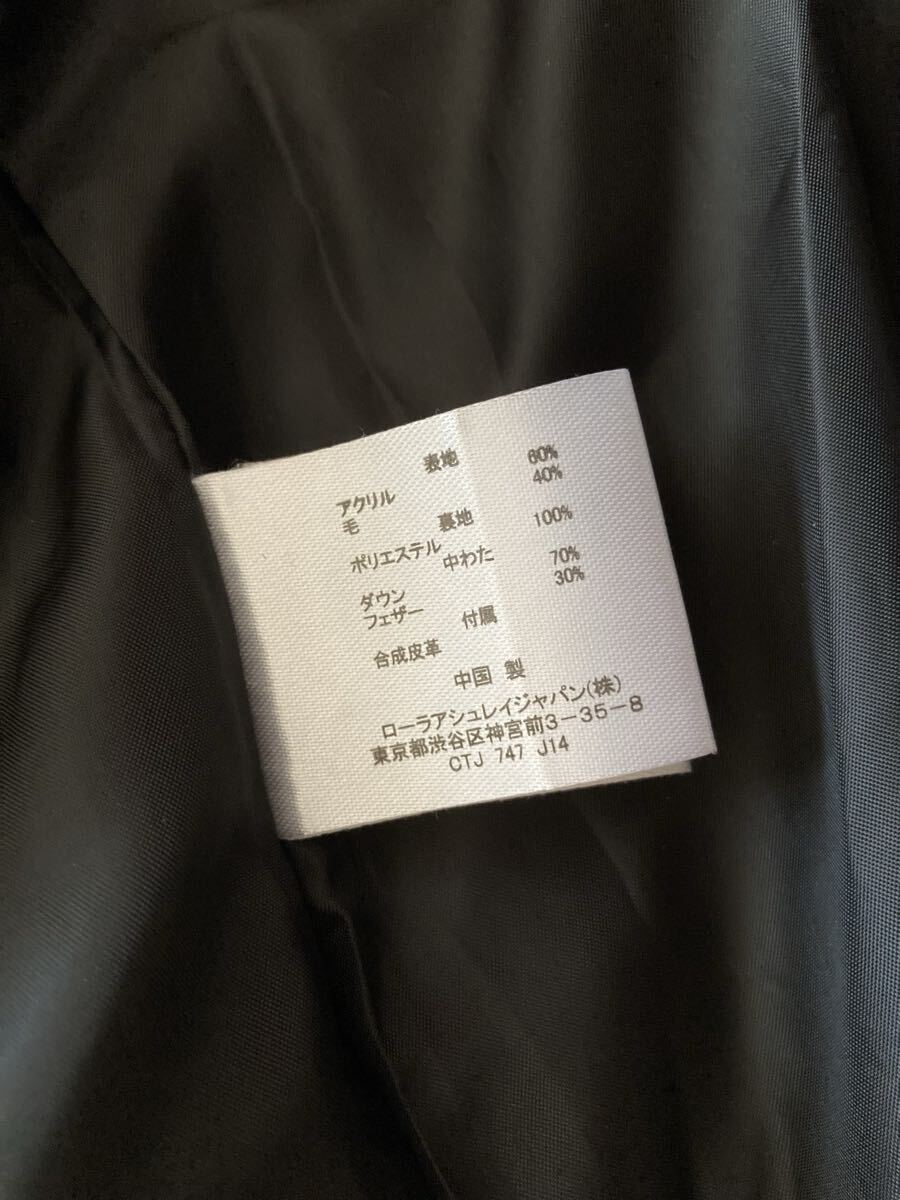 表地
アクリル 60%
毛 40%
裏地
ポリエステル 100%
中わた
ダウン 70%
フェザー 30%
付属
合成皮革
中国 製
ローラアシュレイジャパン(株)
東京都渋谷区神宮前3-35-8
CTJ 747 J14